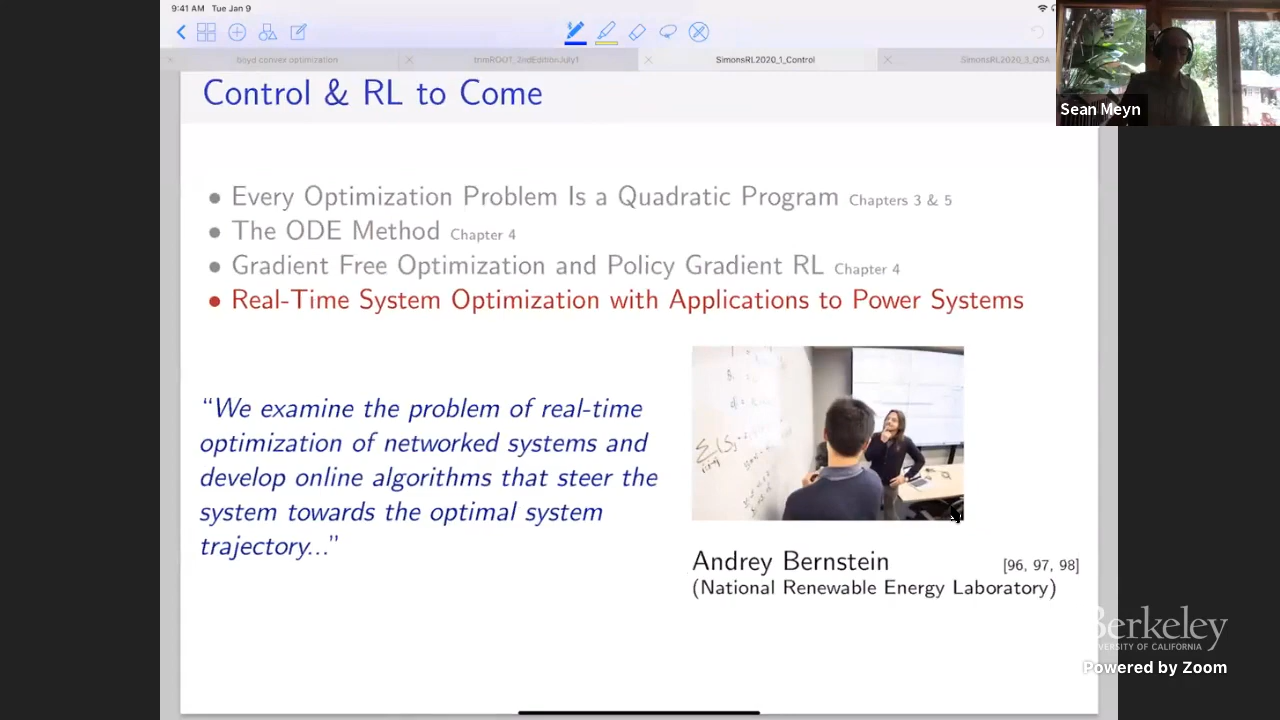 9:41 AM Tue Jan 9
boyd convex optimization
SimonsRL2020_1_Control
Sean Meyn
Control & RL to Come
• Every Optimization Problem Is a Quadratic Program Chapters 3 & 5
• The ODE Method Chapter 4
• Gradient Free Optimization and Policy Gradient RL Chapter 4
• Real-Time System Optimization with Applications to Power Systems
“We examine the problem of real-time
optimization of networked systems and
develop online algorithms that steer the
system towards the optimal system
trajectory...”
Andrey Bernstein [96, 97, 98]
(National Renewable Energy Laboratory)
Berkeley
UNIVERSITY OF CALIFORNIA
Powered by Zoom